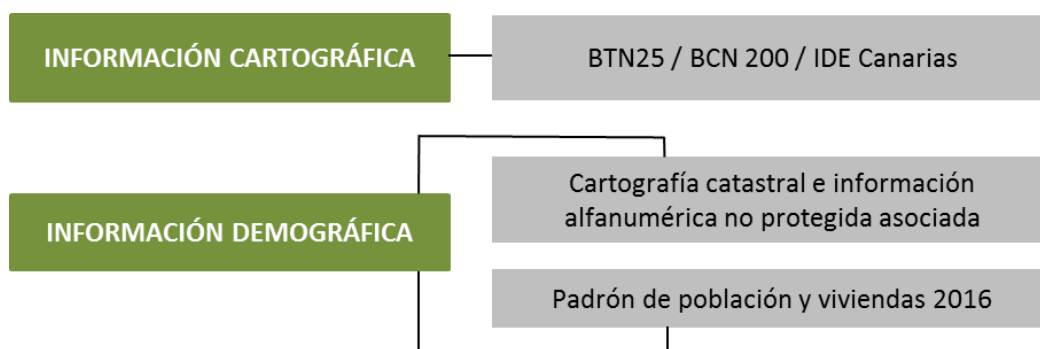 INFORMACIÓN CARTOGRÁFICA
BTN25 / BCN 200 / IDE Canarias
INFORMACIÓN DEMOGRÁFICA
Cartografía catastral e información
alfanumérica no protegida asociada
Padrón de población y viviendas 2016